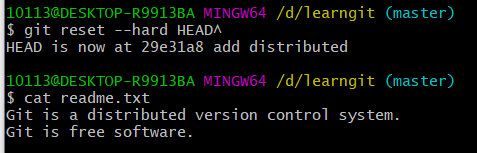 10113@DESKTOP-R9913BA MINGW64 /d/learngit (master)
$ git reset --hard HEAD^
HEAD is now at 29e31a8 add distributed
10113@DESKTOP-R9913BA MINGW64 /d/learngit (master)
$ cat readme.txt
Git is a distributed version control system.
Git is free software.